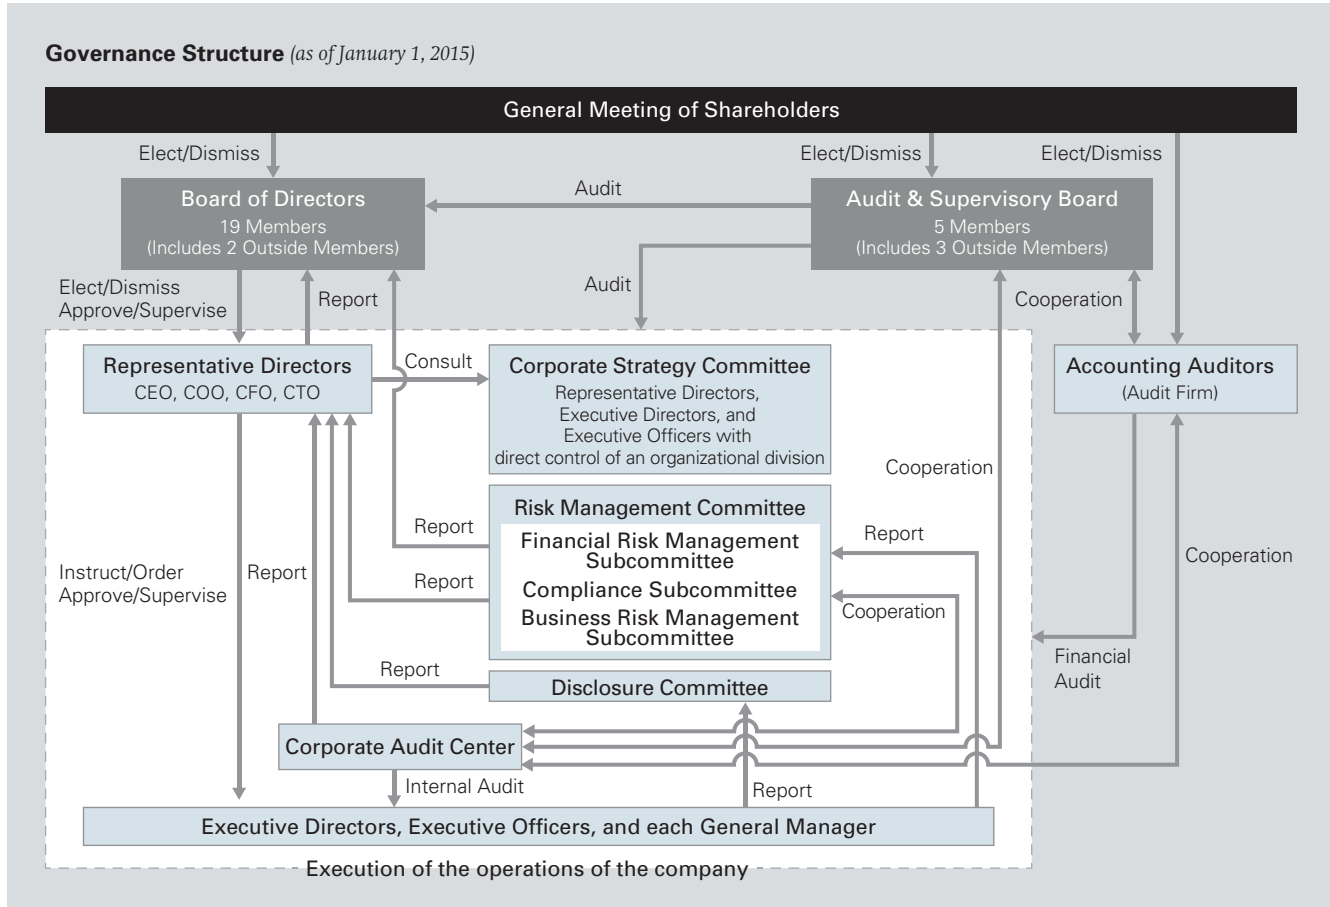 Governance Structure (as of January 1, 2015)
General Meeting of Shareholders
Elect/Dismiss
Elect/Dismiss
Elect/Dismiss
Board of Directors
19 Members
(Includes 2 Outside Members)
Audit
Audit & Supervisory Board
5 Members
(Includes 3 Outside Members)
Elect/Dismiss
Approve/Supervise
Report
Audit
Cooperation
Representative Directors
CEO, COO, CFO, CTO
Consult
Corporate Strategy Committee
Representative Directors,
Executive Directors, and
Executive Officers with
direct control of an organizational division
Accounting Auditors
(Audit Firm)
Cooperation
Risk Management Committee
Financial Risk Management
Subcommittee
Compliance Subcommittee
Business Risk Management
Subcommittee
Report
Report
Report
Cooperation
Cooperation
Instruct/Order
Approve/Supervise
Report
Financial
Audit
Report
Disclosure Committee
Corporate Audit Center
Internal Audit
Report
Executive Directors, Executive Officers, and each General Manager
Execution of the operations of the company